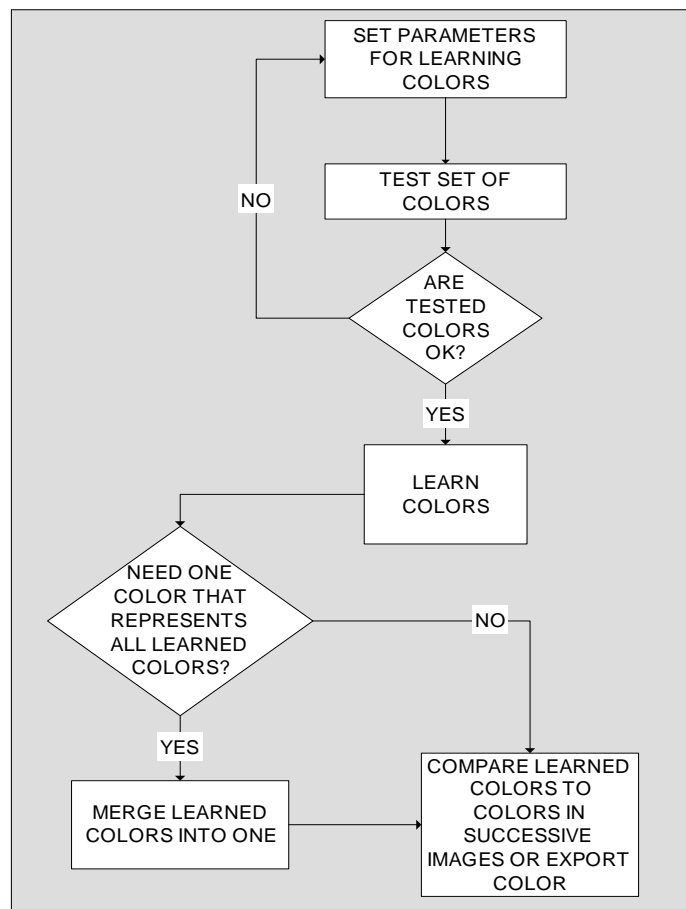 SET PARAMETERS
FOR LEARNING
COLORS
TEST SET OF
COLORS
NO
ARE
TESTED
COLORS
OK?
YES
LEARN
COLORS
NEED ONE
COLOR THAT
REPRESENTS
ALL LEARNED
COLORS?
NO
YES
MERGE LEARNED
COLORS INTO ONE
COMPARE LEARNED
COLORS TO
COLORS IN
SUCCESSIVE
IMAGES OR EXPORT
COLOR